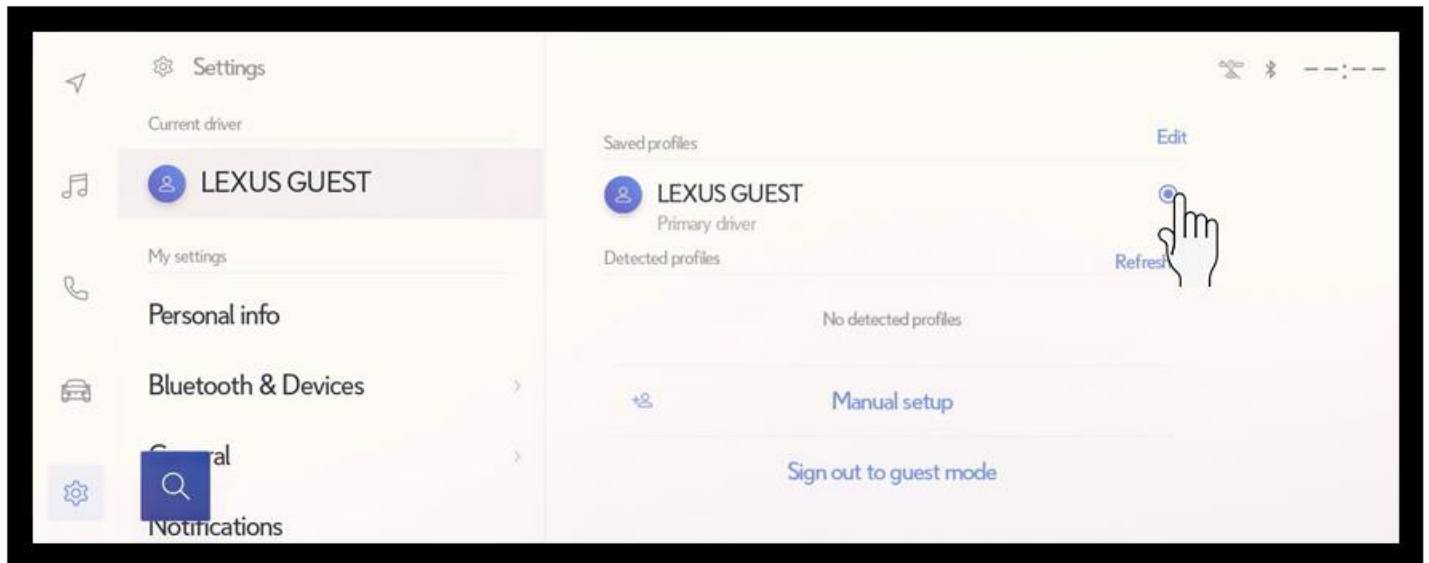 Settings
--:--
Current driver
LEXUS GUEST
My settings
Personal info
Bluetooth & Devices
Notifications
Saved profiles
Edit
LEXUS GUEST
Primary driver
Detected profiles
Refresh
No detected profiles
Manual setup
Sign out to guest mode